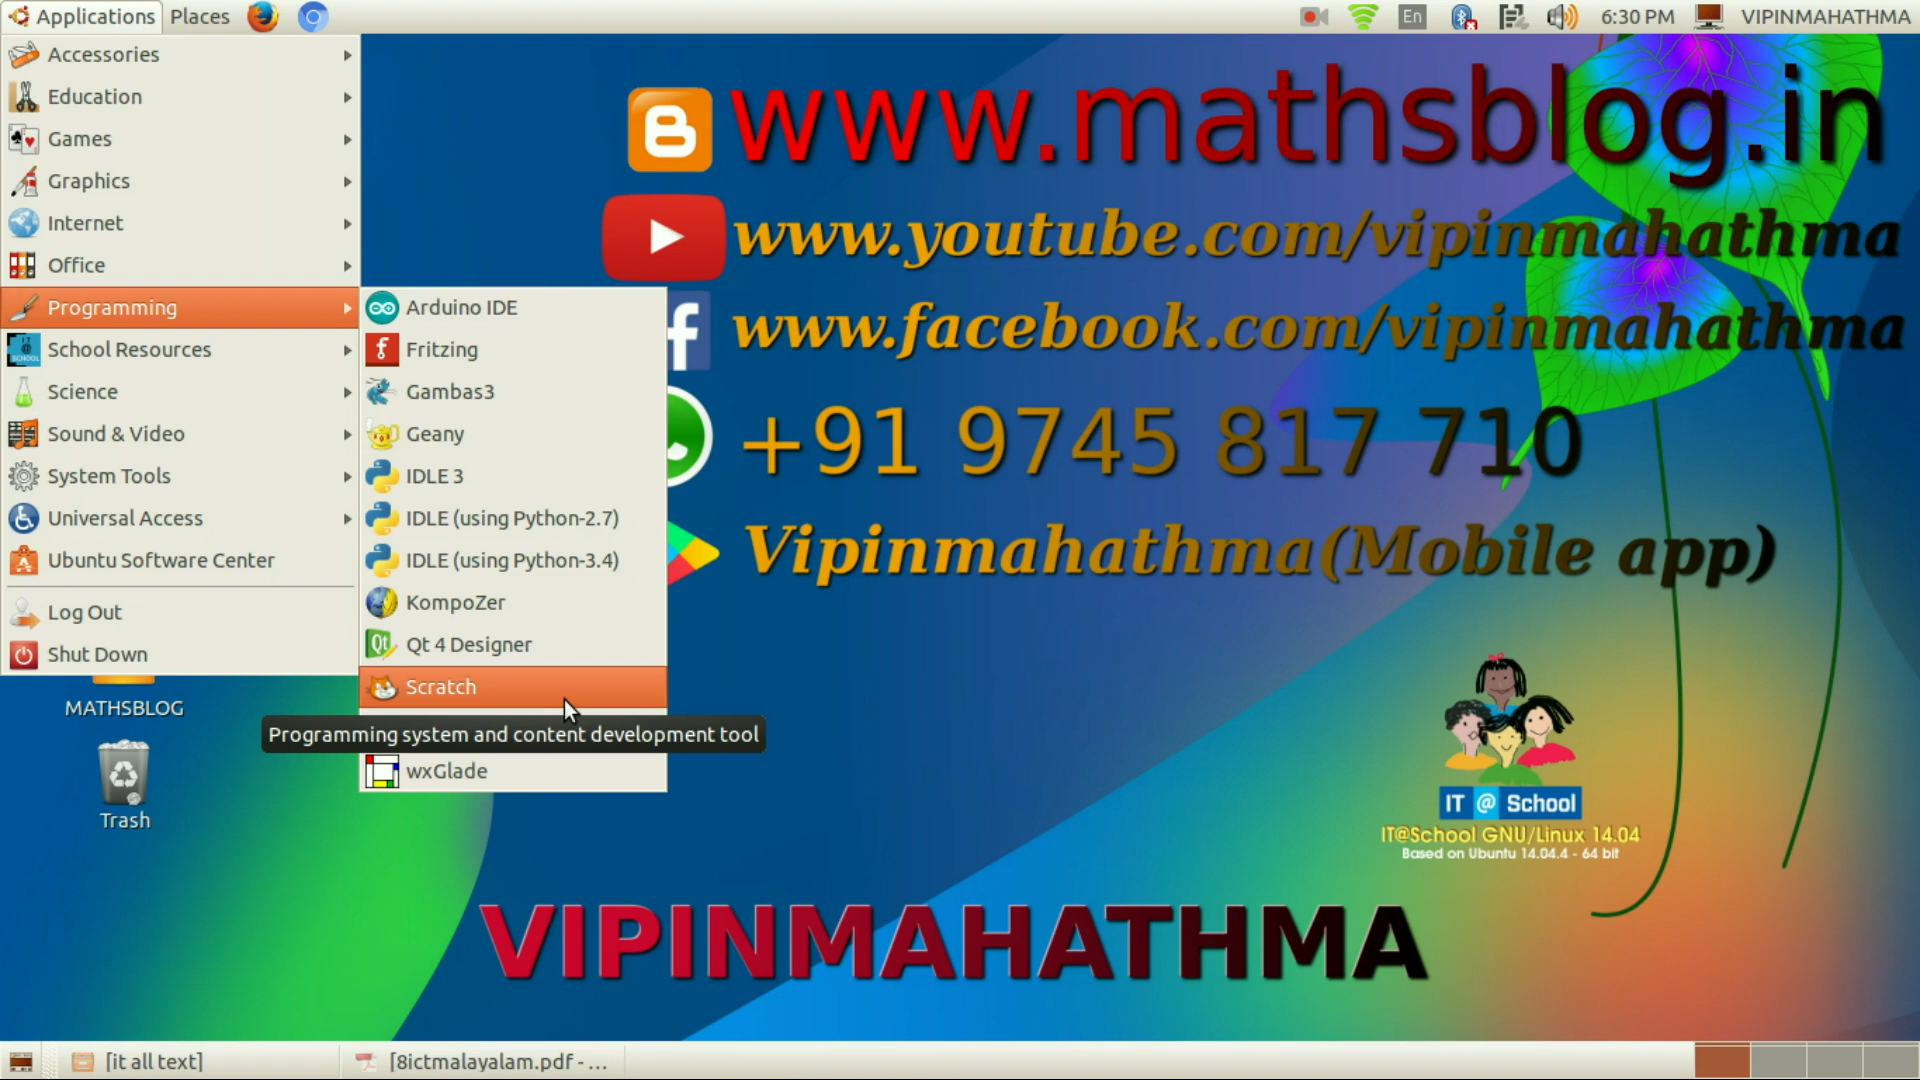 Applications Places
En 6:30 PM VIPINMAHATHMA
Accessories
Education
Games
Graphics
Internet
Office
Programming
School Resources
Science
Sound & Video
System Tools
Universal Access
Ubuntu Software Center
Log Out
Shut Down
Arduino IDE
Fritzing
Gambas3
Geany
IDLE 3
IDLE (using Python-2.7)
IDLE (using Python-3.4)
KompoZer
Qt 4 Designer
Scratch
Programming system and content development tool
wxGlade
www.mathsblog.in
www.youtube.com/vipinmahathma
www.facebook.com/vipinmahathma
+91 9745 817 710
Vipinmahathma(Mobile app)
MATHSBLOG
Trash
IT @ School
IT@School GNU/Linux 14.04
Based on Ubuntu 14.04.4 - 64 bit
VIPINMAHATHMA
[it all text]
[8ictmalayalam.pdf - ...